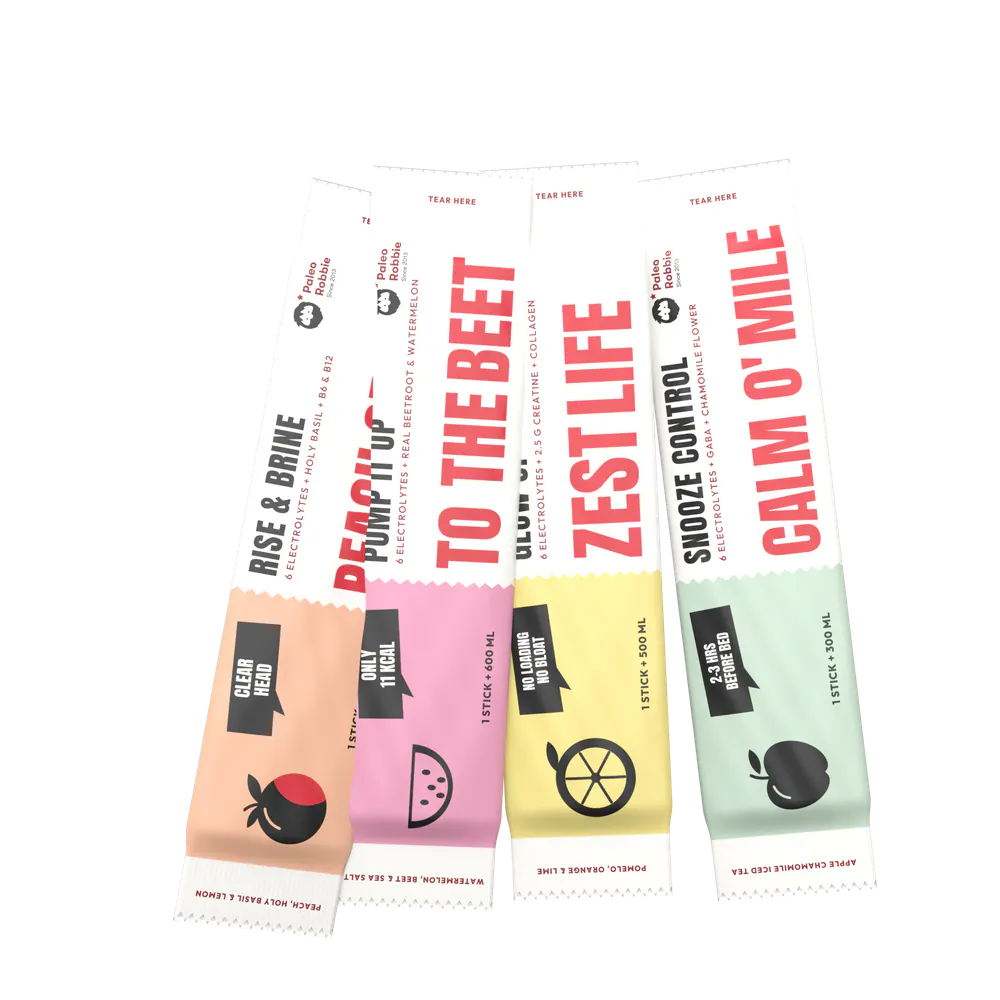 Paleo
Robbie
Since 2013
RISE & BRINE
6 ELECTROLYTES + HOLY BASIL + B6 & B12
CLEAR
HEAD
PEACH, HOLY BASIL & LEMON
TEAR HERE
Paleo
Robbie
Since 2013
PUMP IT UP
6 ELECTROLYTES + REAL BEETROOT & WATERMELON
TO THE BEET
ONLY
11 KCAL
1 STICK + 600 ML
WATERMELON, BEET & SEA SALT
TEAR HERE
6 ELECTROLYTES + 2,5 G CREATINE + COLLAGEN
ZEST LIFE
NO LOADING
NO BLOAT
1 STICK + 500 ML
POMELO, ORANGE & LIME
TEAR HERE
Paleo
Robbie
Since 2013
SNOOZE CONTROL
6 ELECTROLYTES + GABA + CHAMOMILE FLOWER
CALM O' MILE
2-3 HRS
BEFORE BED
1 STICK + 300 ML
APPLE CHAMOMILE ICED TEA